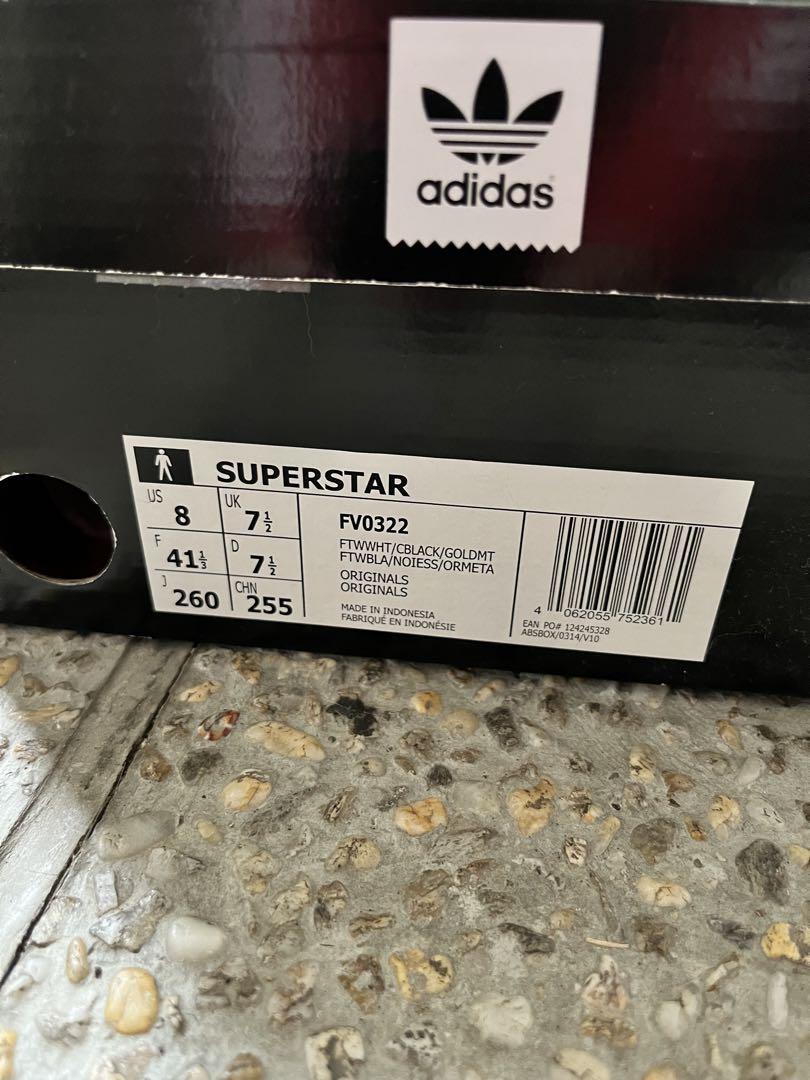 adidas
SUPERSTAR
US 8 UK 7½
F 41⅓ D 7½
J 260 CHN 255
FV0322
FTWWHT/CBLACK/GOLDMT
FTWBLA/NOIESS/ORMETA
ORIGINALS
ORIGINALS
MADE IN INDONESIA
FABRIQUÉ EN INDONÉSIE
4 062055 752361
EAN PO# 124245328
ABSBOX/0314/V10